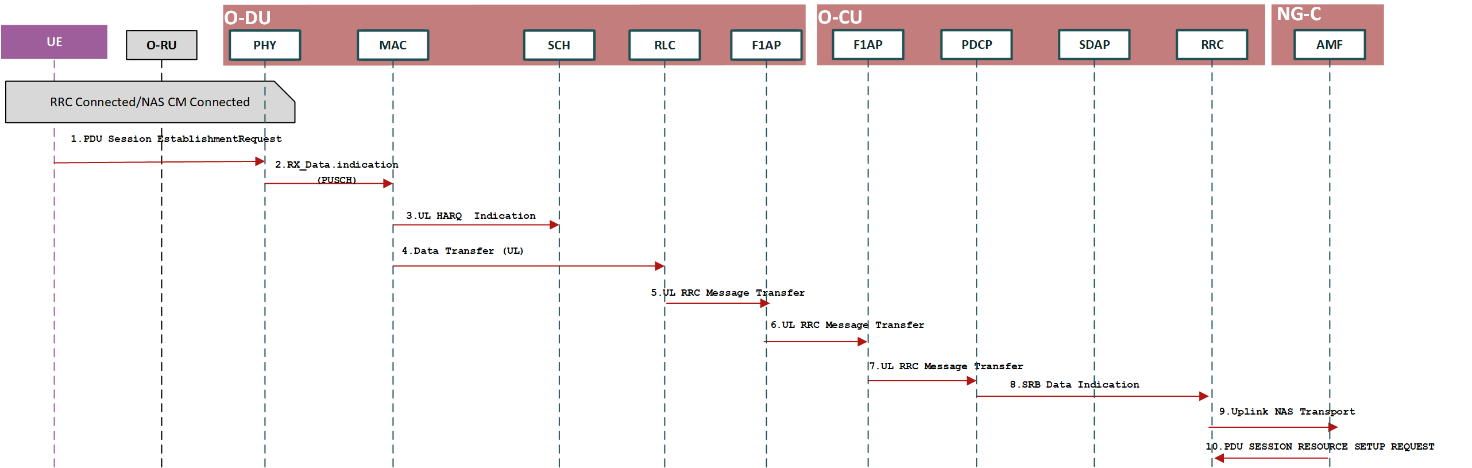 O-DU
O-CU
NG-C
UE
O-RU
PHY
MAC
SCH
RLC
F1AP
F1AP
PDCP
SDAP
RRC
AMF
RRC Connected/NAS CM Connected
1.PDU Session EstablishmentRequest
2.RX_Data.indication
(PUSCH)
3.UL HARQ Indication
4.Data Transfer (UL)
5.UL RRC Message Transfer
6.UL RRC Message Transfer
7.UL RRC Message Transfer
8.SRB Data Indication
9.Uplink NAS Transport
10.PDU SESSION RESOURCE SETUP REQUEST